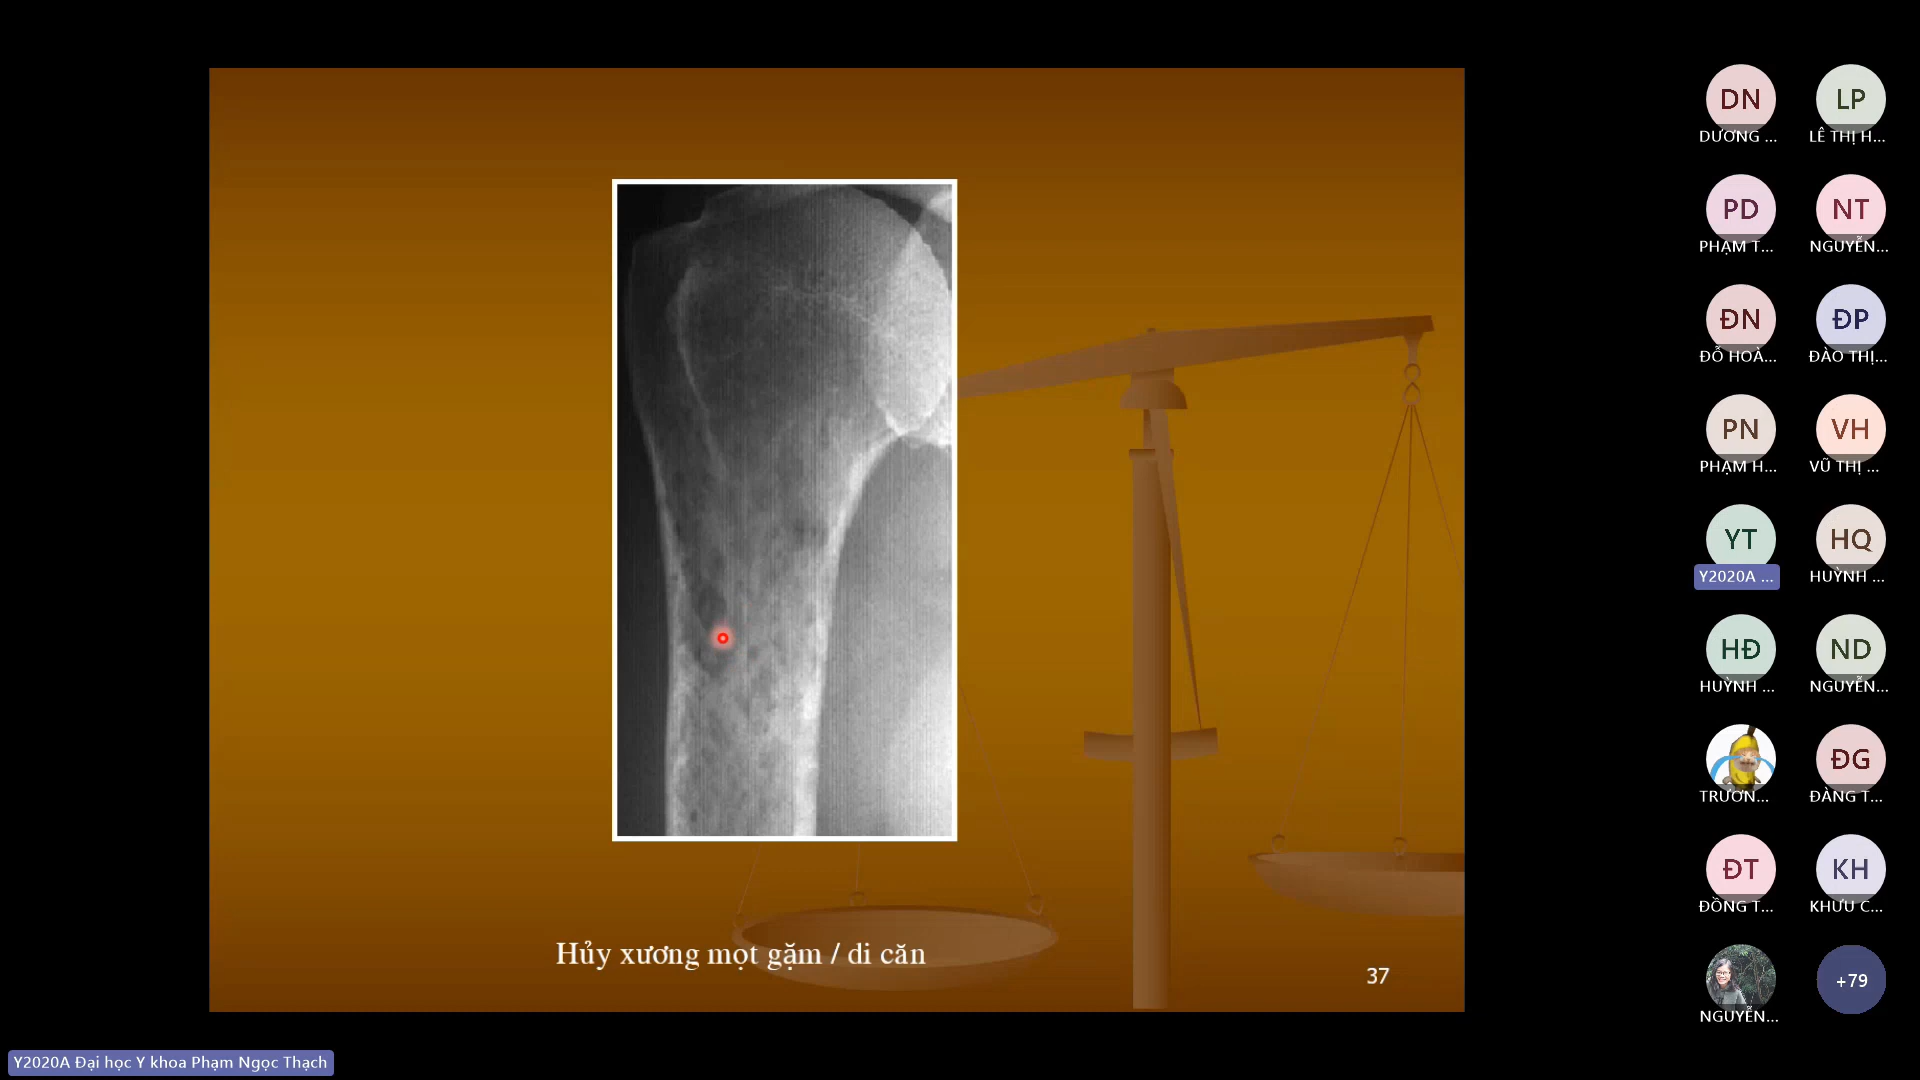 DN
LP
DƯƠNG ...
LÊ THỊ H...
PD
NT
PHẠM T...
NGUYỄN...
ĐN
ĐP
ĐỖ HOÀ...
ĐÀO THỊ...
PN
VH
PHẠM H...
VŨ THỊ ...
YT
HQ
Y2020A ...
HUỲNH ...
HĐ
ND
HUỲNH ...
NGUYỄN...
ĐG
TRƯƠN...
ĐÀNG T...
ĐT
KH
ĐỒNG T...
KHƯU C...
+79
NGUYỄN...
Hủy xương mọt gặm / di căn
37
Y2020A Đại học Y khoa Phạm Ngọc Thạch